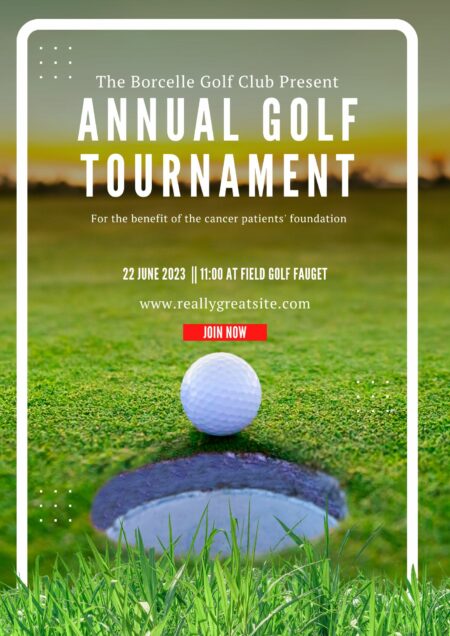 The Borcelle Golf Club Present
ANNUAL GOLF
TOURNAMENT
For the benefit of the cancer patients' foundation
22 JUNE 2023 || 11:00 AT FIELD GOLF FAUGET
www.reallygreatsite.com
JOIN NOW